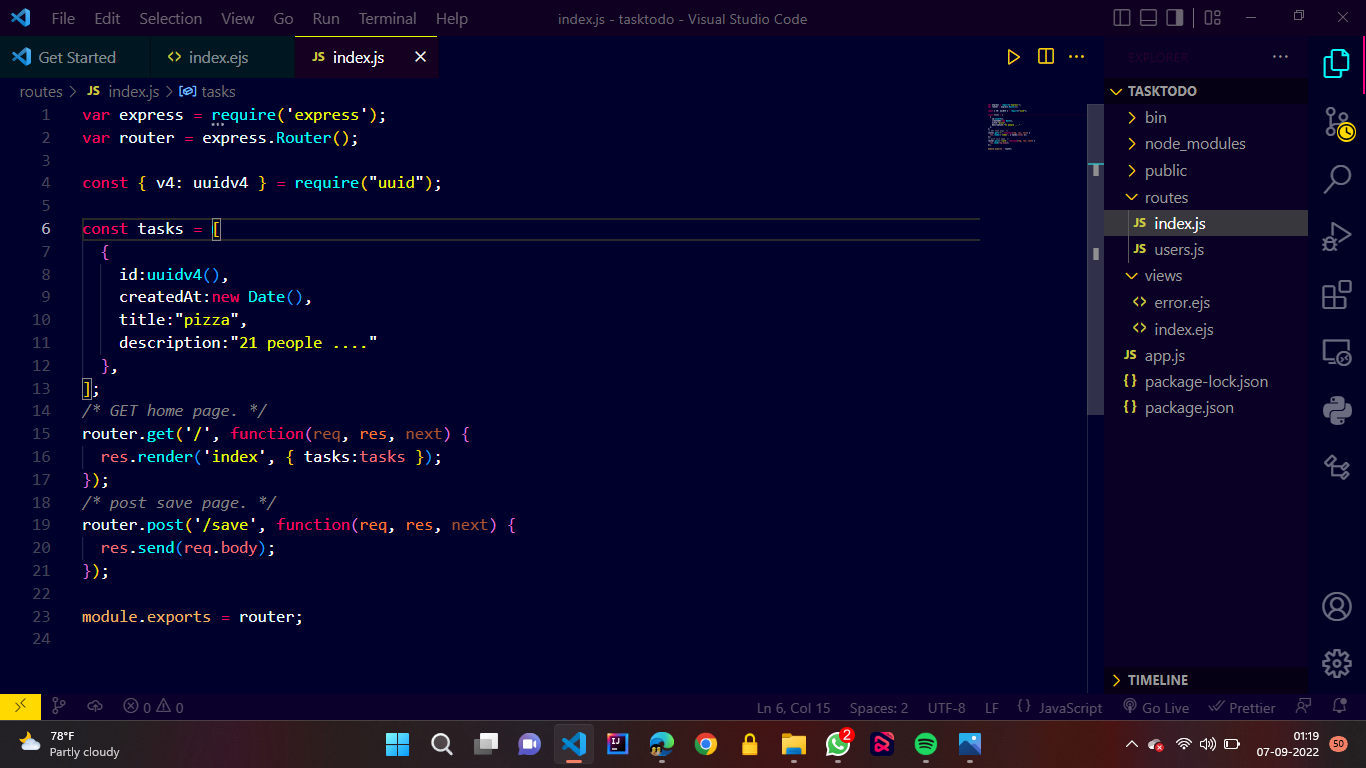 File Edit Selection View Go Run Terminal Help index.js - tasktodo - Visual Studio Code
Get Started <> index.ejs JS index.js ×
EXPLORER
routes > JS index.js > tasks
1 var express = require('express');
2 var router = express.Router();
3
4 const { v4: uuidv4 } = require("uuid");
5
6 const tasks = [
7 {
8 id:uuidv4(),
9 createdAt:new Date(),
10 title:"pizza",
11 description:"21 people ...."
12 },
13 ];
14 /* GET home page. */
15 router.get('/', function(req, res, next) {
16 res.render('index', { tasks:tasks });
17 });
18 /* post save page. */
19 router.post('/save', function(req, res, next) {
20 res.send(req.body);
21 });
22
23 module.exports = router;
24
TASKTODO
bin
node_modules
public
routes
JS index.js
JS users.js
views
<> error.ejs
<> index.ejs
JS app.js
{} package-lock.json
{} package.json
TIMELINE
0 0 Ln 6, Col 15 Spaces: 2 UTF-8 LF {} JavaScript Go Live Prettier
78°F
Partly cloudy
IJ
2
01:19
07-09-2022
50